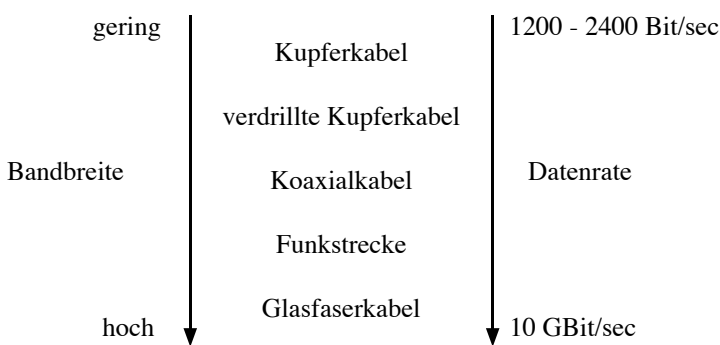 gering
1200 - 2400 Bit/sec
Kupferkabel
verdrillte Kupferkabel
Bandbreite
Koaxialkabel
Datenrate
Funkstrecke
Glasfaserkabel
hoch
10 GBit/sec